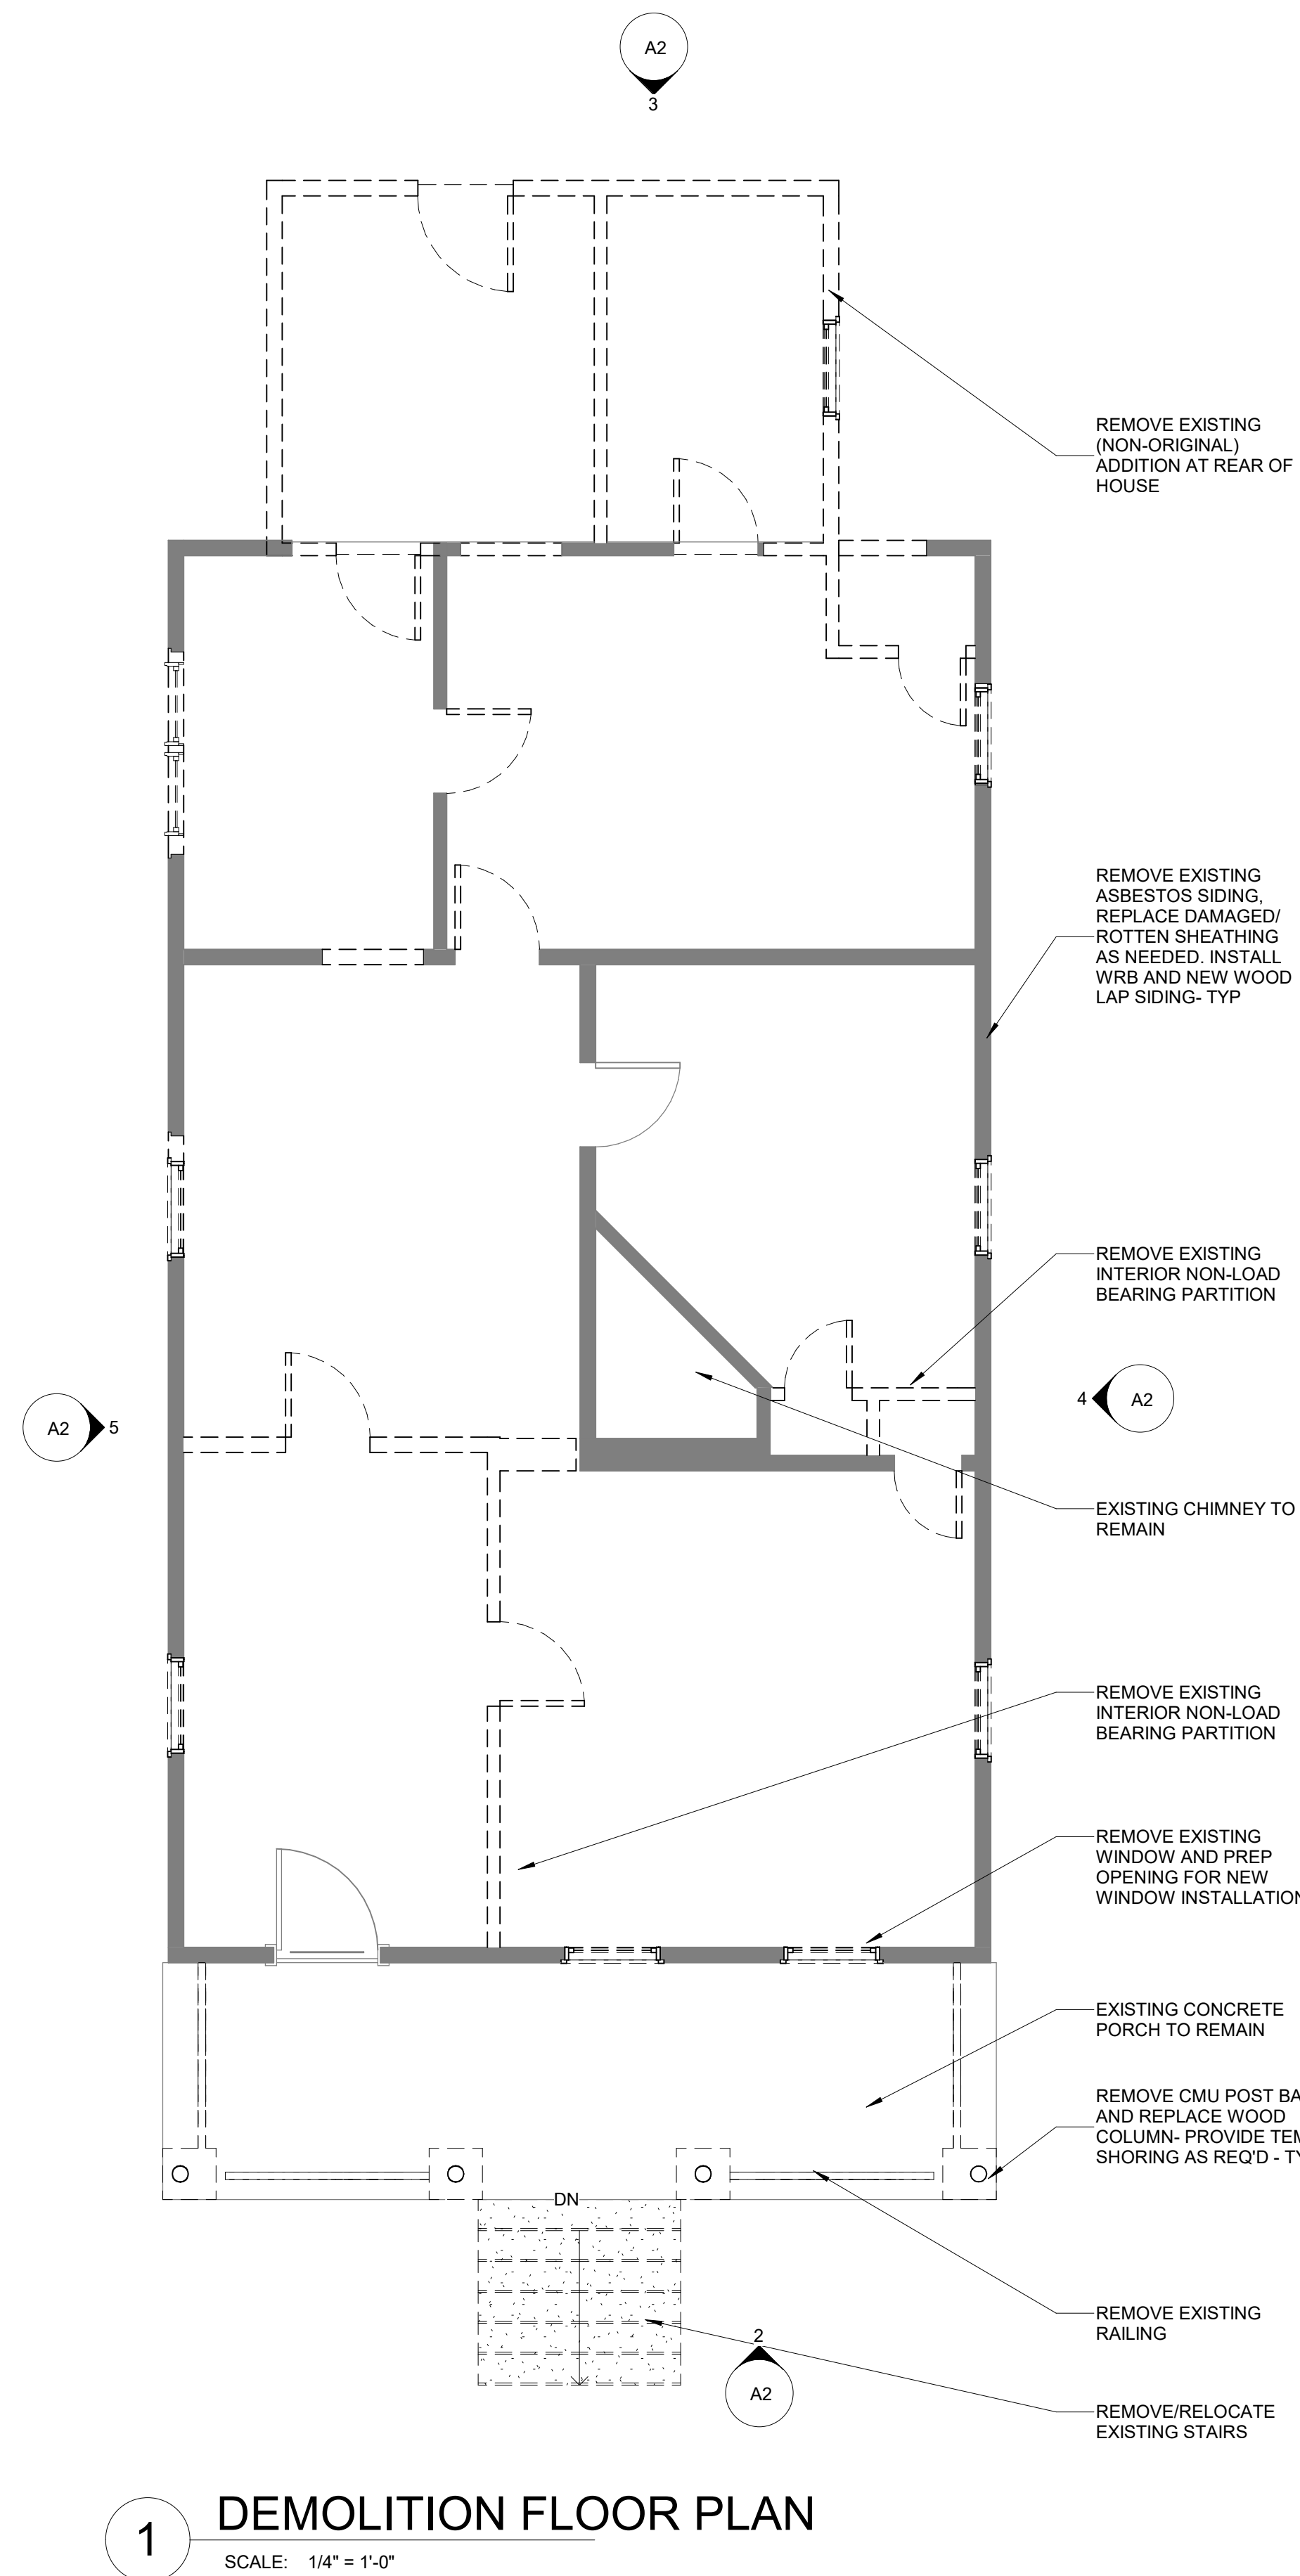 A2
3
REMOVE EXISTING
(NON-ORIGINAL)
ADDITION AT REAR OF
HOUSE
REMOVE EXISTING
ASBESTOS SIDING,
REPLACE DAMAGED/
ROTTEN SHEATHING
AS NEEDED. INSTALL
WRB AND NEW WOOD
LAP SIDING- TYP
REMOVE EXISTING
INTERIOR NON-LOAD
BEARING PARTITION
A2 5
4 A2
EXISTING CHIMNEY TO
REMAIN
REMOVE EXISTING
INTERIOR NON-LOAD
BEARING PARTITION
REMOVE EXISTING
WINDOW AND PREP
OPENING FOR NEW
WINDOW INSTALLATION
EXISTING CONCRETE
PORCH TO REMAIN
REMOVE CMU POST
AND REPLACE WOOD
COLUMN- PROVIDE
SHORING AS REQ'D -
DN
REMOVE EXISTING
RAILING
2
A2
REMOVE/RELOCATE
EXISTING STAIRS
1
DEMOLITION FLOOR PLAN
SCALE: 1/4" = 1'-0"